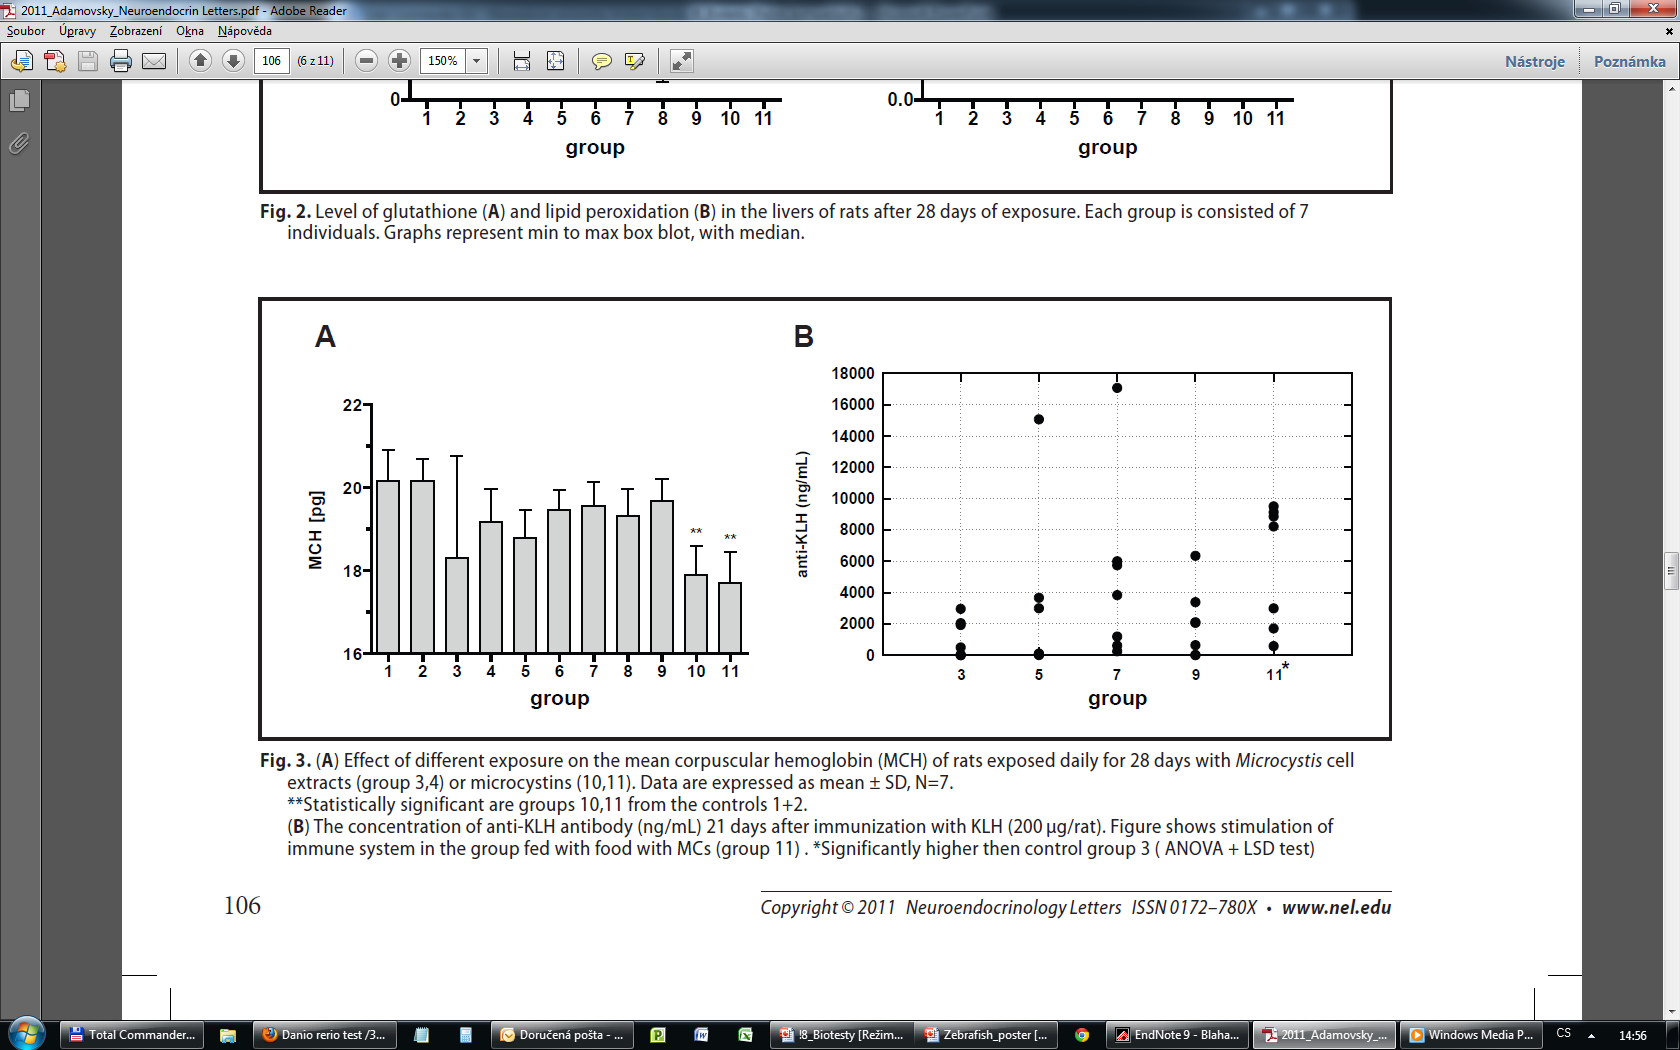 2011_Adamovsky_Neuroendocrin Letters.pdf - Adobe Reader
Soubor Úpravy Zobrazení Okna Nápověda
106 (6 z 11) 150% Nástroje Poznámka
0 0.0
1 2 3 4 5 6 7 8 9 10 11 1 2 3 4 5 6 7 8 9 10 11
group group
Fig. 2. Level of glutathione (A) and lipid peroxidation (B) in the livers of rats after 28 days of exposure. Each group is consisted of 7
individuals. Graphs represent min to max box blot, with median.
A
22
20
18
16
MCH [pg]
** **
1 2 3 4 5 6 7 8 9 10 11
group
B
18000
16000
14000
12000
10000
8000
6000
4000
2000
0
anti-KLH (ng/mL)
3 5 7 9 11*
group
Fig. 3. (A) Effect of different exposure on the mean corpuscular hemoglobin (MCH) of rats exposed daily for 28 days with Microcystis cell
extracts (group 3,4) or microcystins (10,11). Data are expressed as mean ± SD, N=7.
**Statistically significant are groups 10,11 from the controls 1+2.
(B) The concentration of anti-KLH antibody (ng/mL) 21 days after immunization with KLH (200 µg/rat). Figure shows stimulation of
immune system in the group fed with food with MCs (group 11) . *Significantly higher then control group 3 ( ANOVA + LSD test)
106
Copyright © 2011 Neuroendocrinology Letters ISSN 0172–780X • www.nel.edu
Total Commander... Danio rerio test /3... Doručená pošta - ... !8_Biotesty [Režim... Zebrafish_poster [... EndNote 9 - Blaha... 2011_Adamovsky_... Windows Media P... CS 14:56